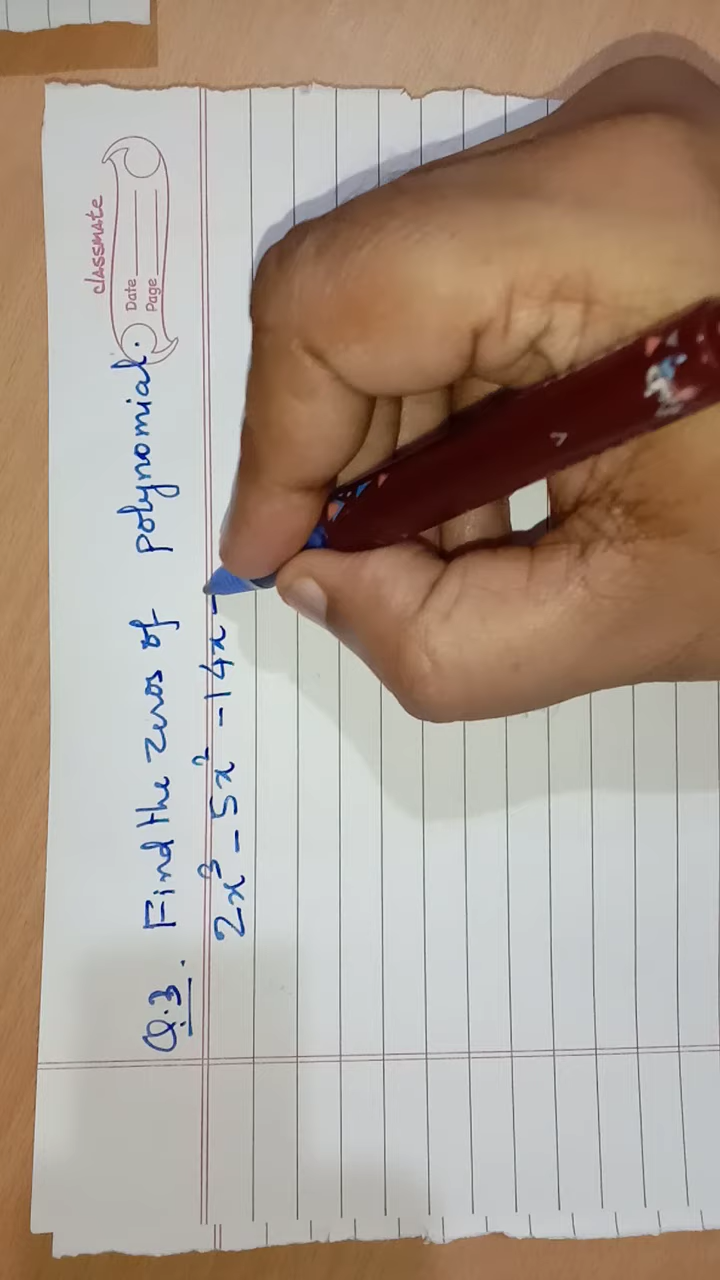 classmate
Date
Page
Q.3. Find the zeros of polynomial.
2x³ - 5x² - 14x -